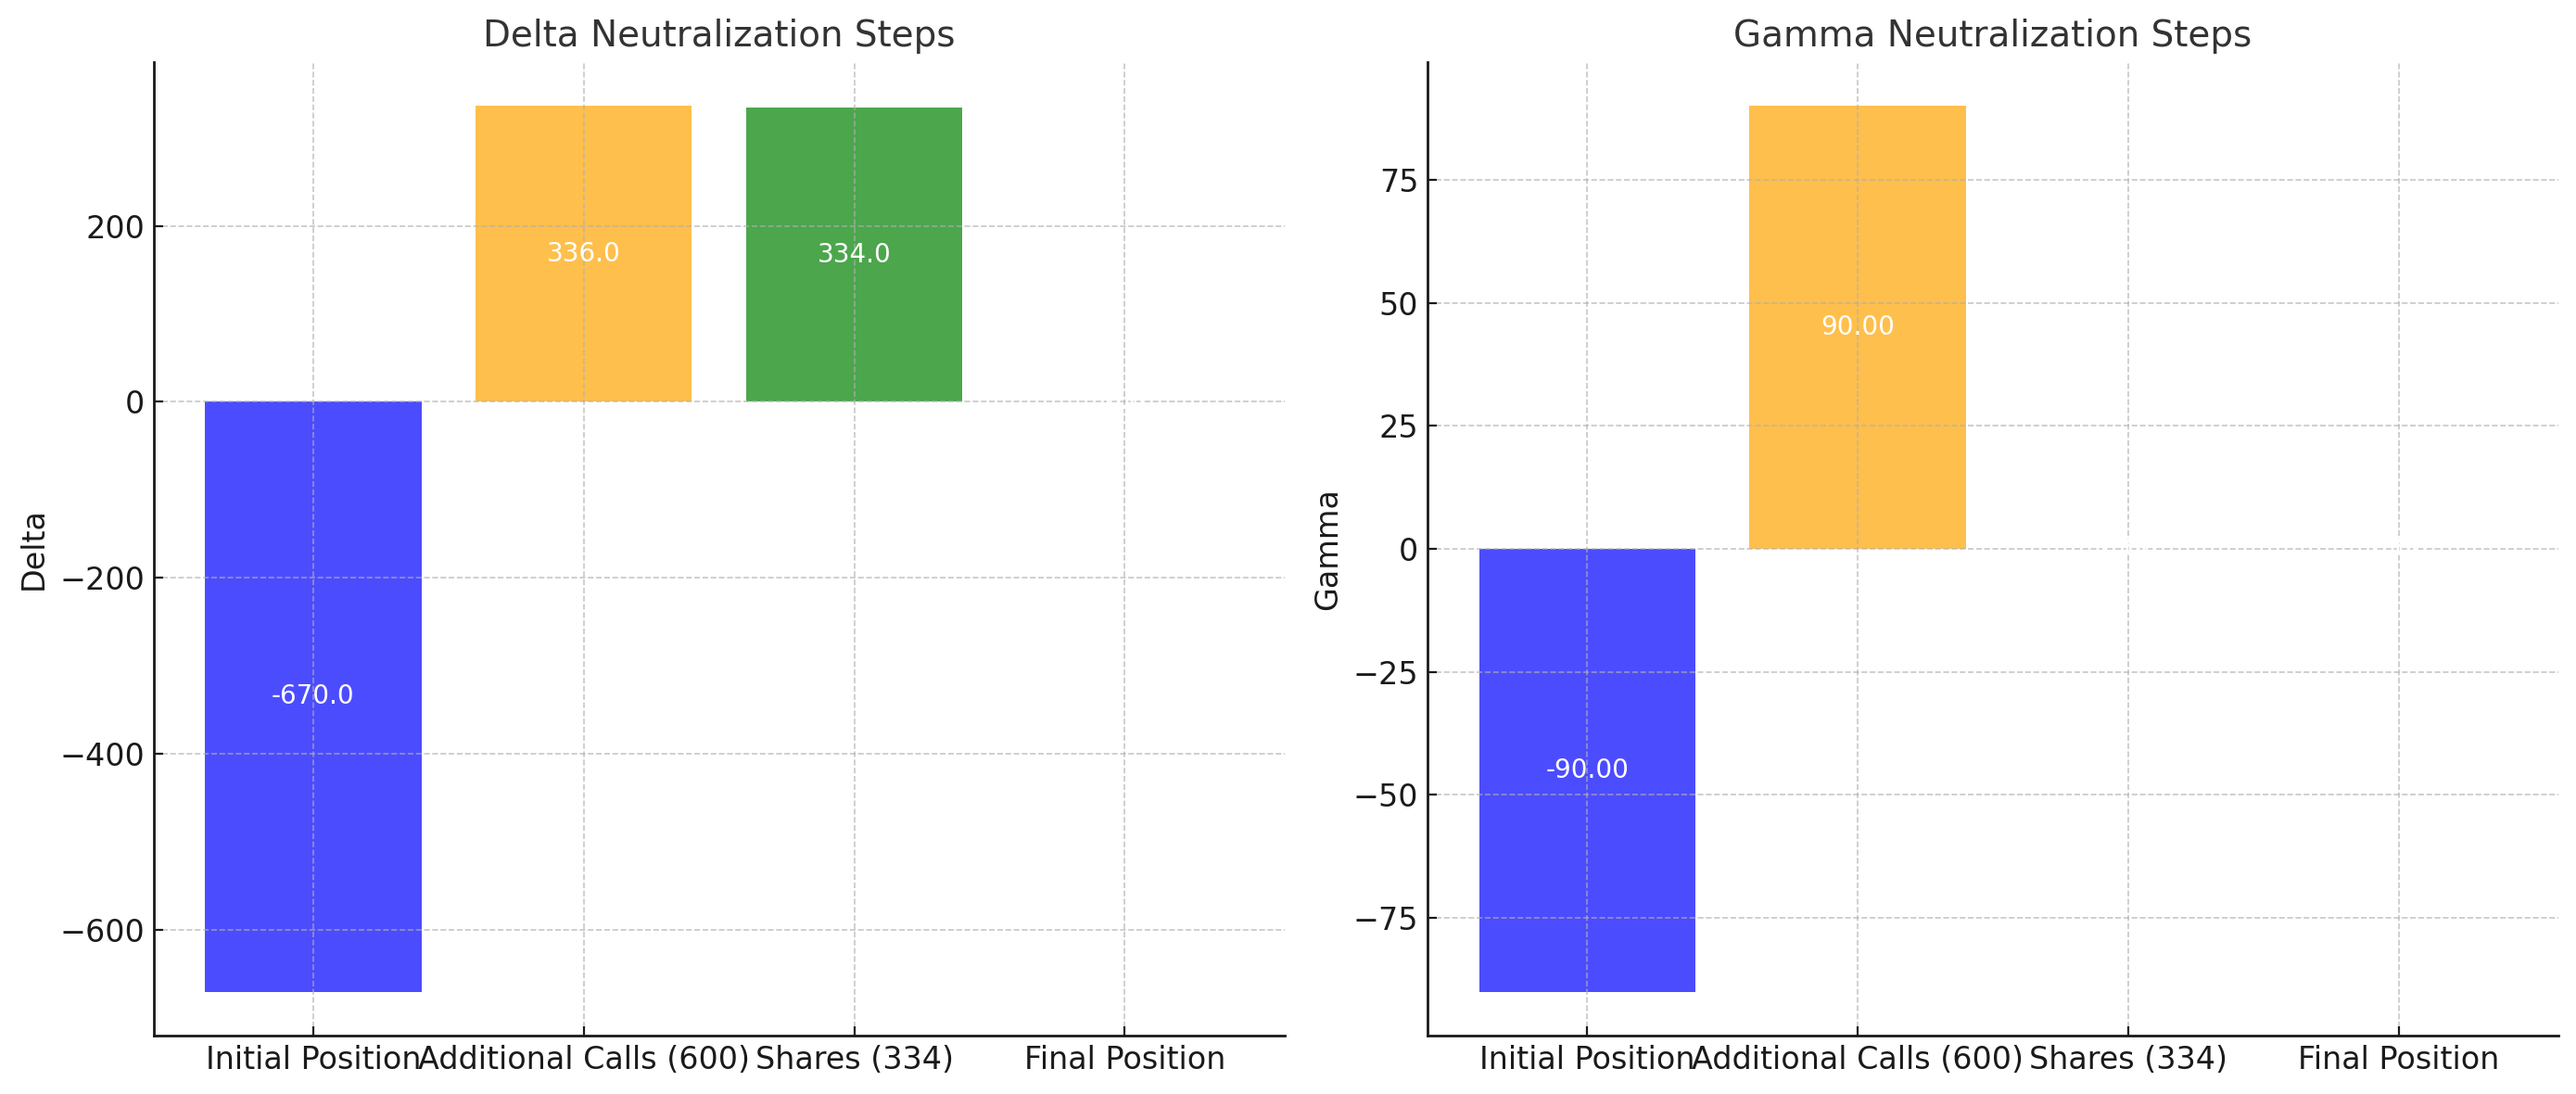 Delta Neutralization Steps
Delta
200
0
−200
−400
−600
336.0
334.0
-670.0
Initial Position
Additional Calls (600)
Shares (334)
Final Position
Gamma Neutralization Steps
Gamma
75
50
25
0
−25
−50
−75
90.00
-90.00
Initial Position
Additional Calls (600)
Shares (334)
Final Position